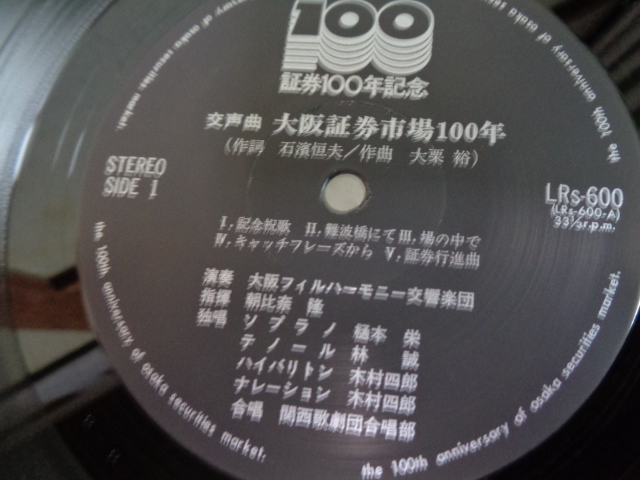 100
証券100年記念
交声曲 大阪証券市場100年
(作詞 石濱恒夫/作曲 大栗 裕)
STEREO
SIDE 1
LRs-600
(LRs-600-A)
33⅓r.p.m.
I.記念祝歌 II.難波橋にて III.場の中で
IV.キャッチフレーズから V.証券行進曲
演奏 大阪フィルハーモニー交響楽団
指揮 朝比奈 隆
独唱 ソプラノ 樋本 栄
テノール 林 誠
ハイバリトン 木村四郎
ナレーション 木村四郎
合唱 関西歌劇団合唱部
the 100th anniversary of osaka securities market.
the 100th anniversary of osaka securities market.
the 100th anniversary of osaka se
ersary of osaka securities market.